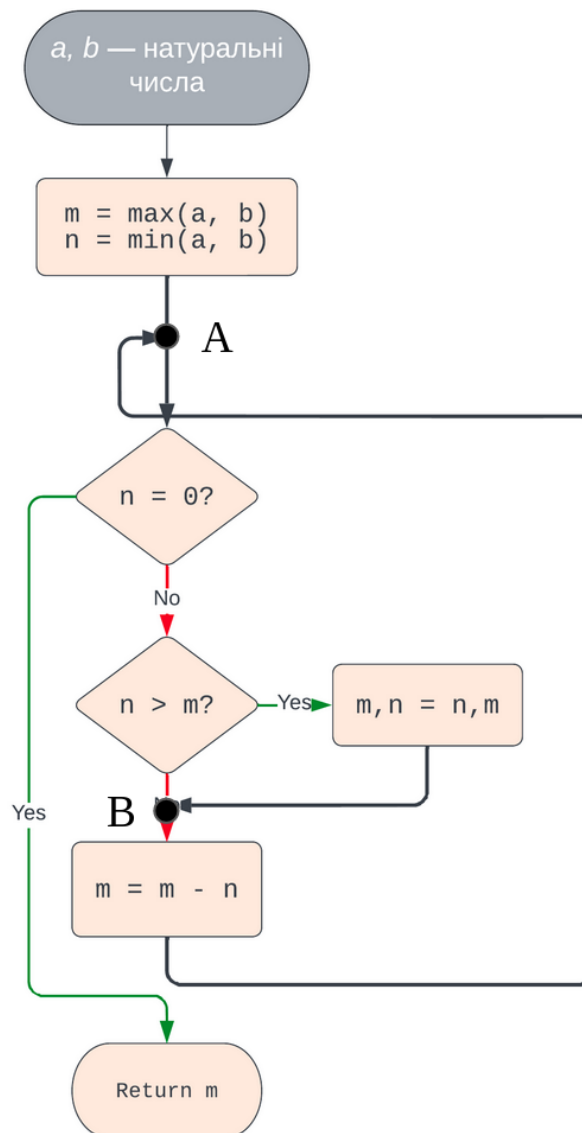 a, b — натуральні
числа
m = max(a, b)
n = min(a, b)
A
n = 0?
No
n > m?
Yes
m,n = n,m
B
Yes
m = m - n
Return m